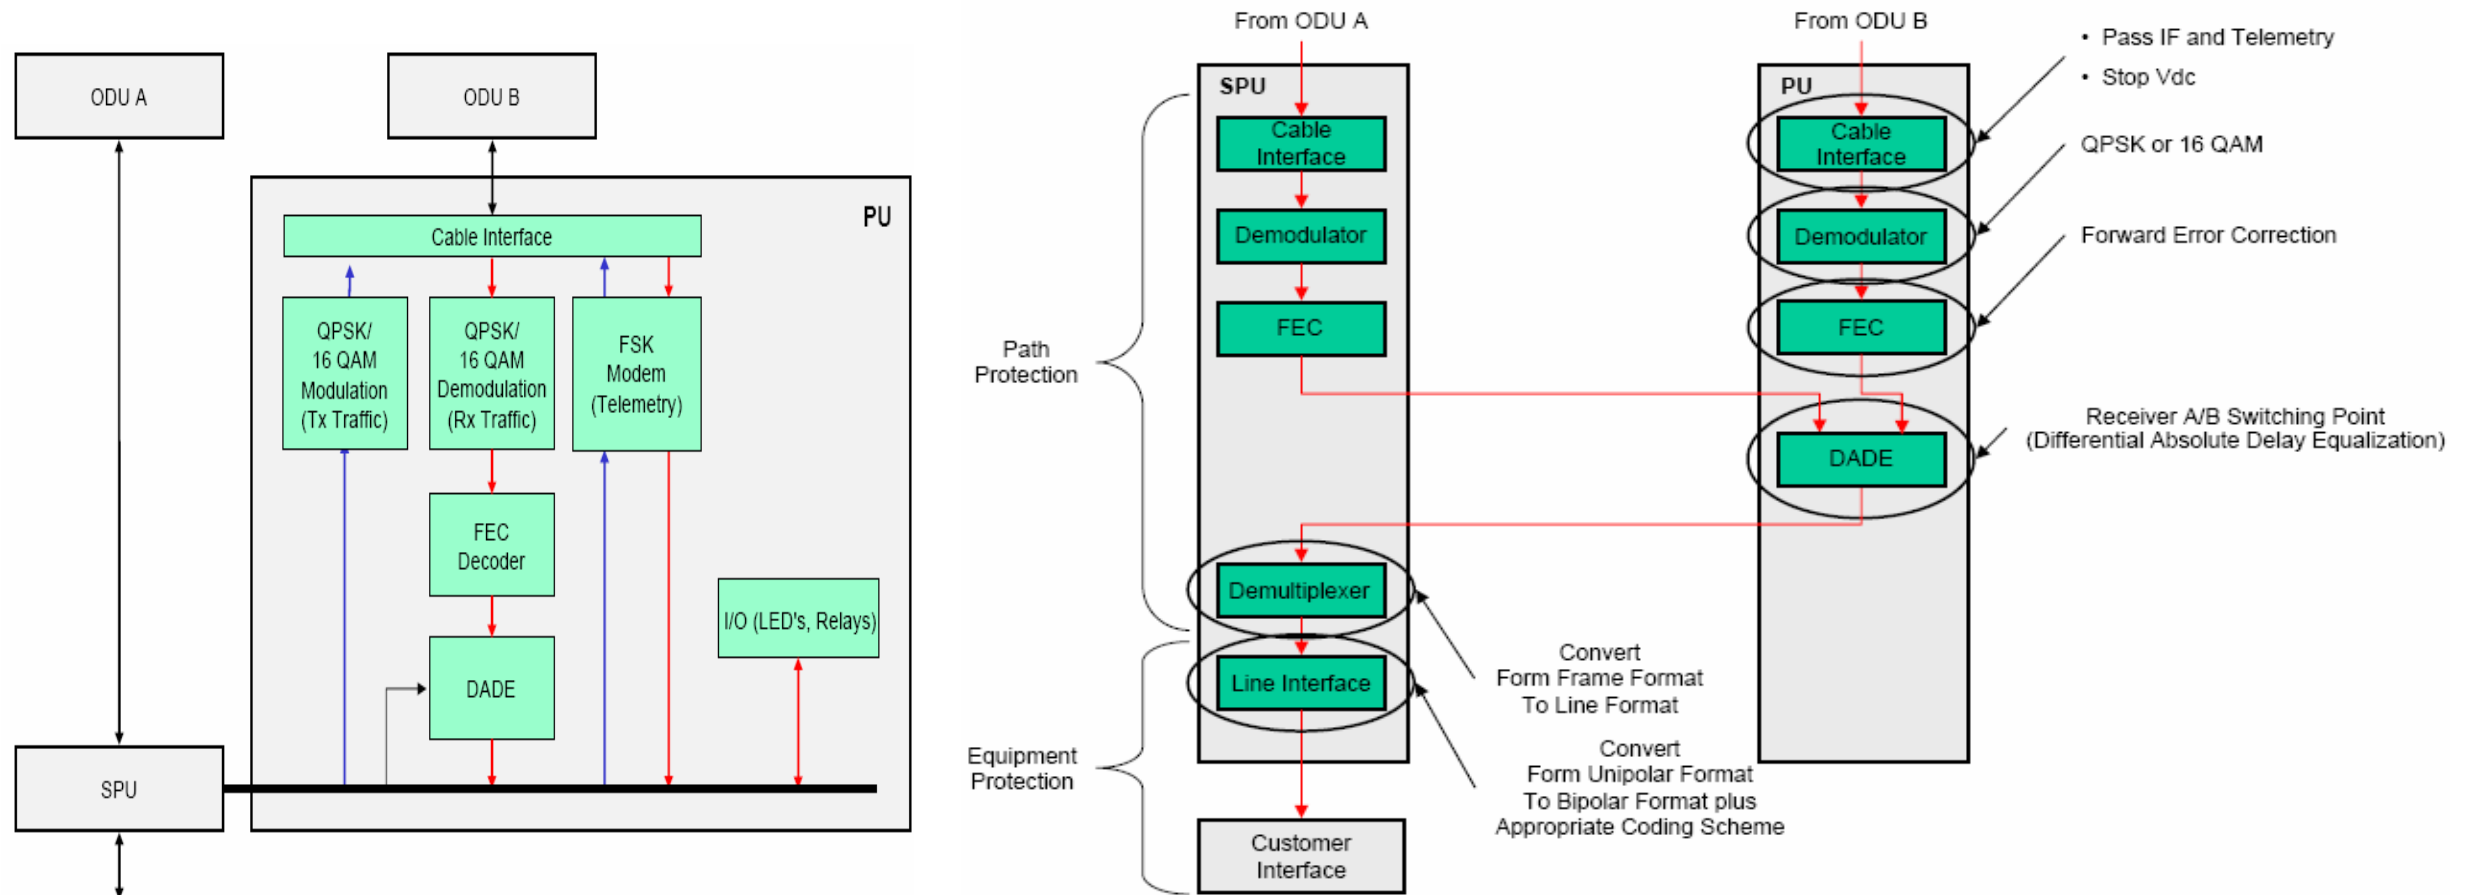 ODU A
ODU B
PU
Cable Interface
QPSK/
16 QAM
Modulation
(Tx Traffic)
QPSK/
16 QAM
Demodulation
(Rx Traffic)
FSK
Modem
(Telemetry)
FEC
Decoder
I/O (LED's, Relays)
DADE
SPU
From ODU A
From ODU B
SPU
Cable
Interface
Demodulator
FEC
Path
Protection
Demultiplexer
Line Interface
Equipment
Protection
Customer
Interface
PU
Cable
Interface
Demodulator
FEC
DADE
• Pass IF and Telemetry
• Stop Vdc
QPSK or 16 QAM
Forward Error Correction
Receiver A/B Switching Point
(Differential Absolute Delay Equalization)
Convert
Form Frame Format
To Line Format
Convert
Form Unipolar Format
To Bipolar Format plus
Appropriate Coding Scheme